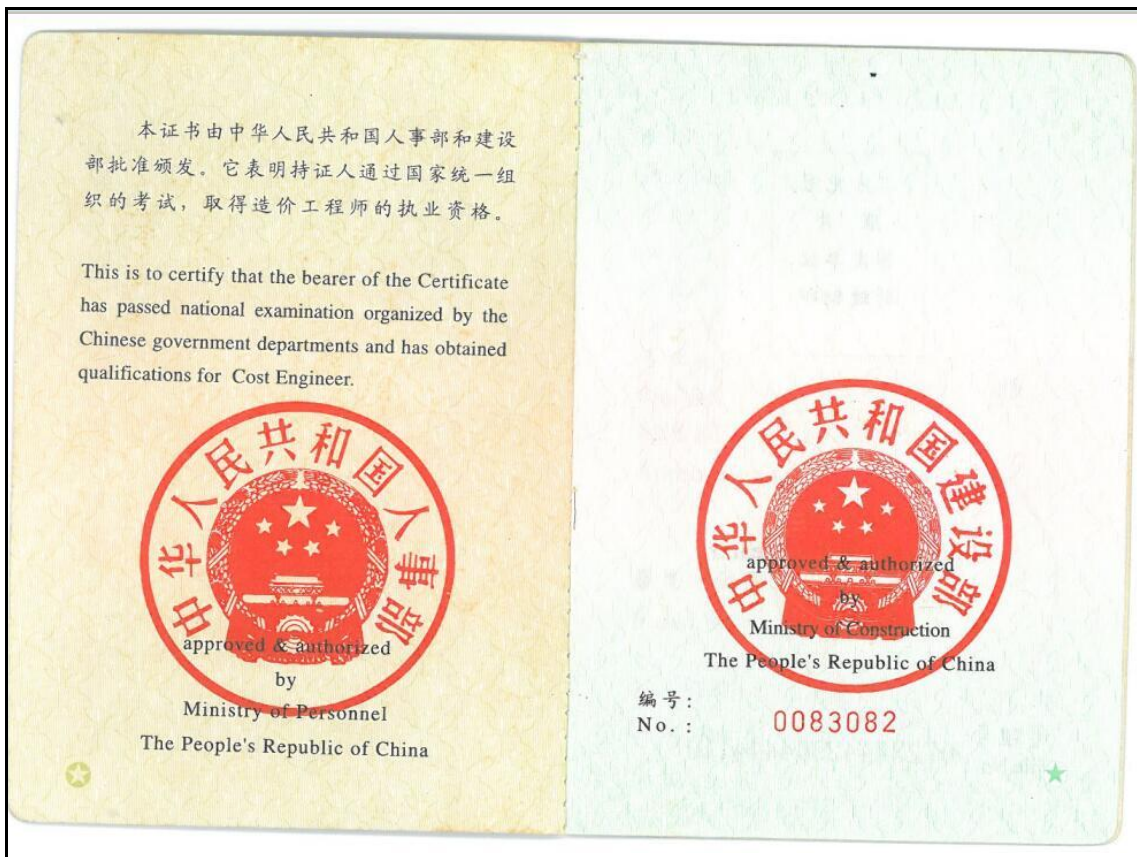 本证书由中华人民共和国人事部和建设
部批准颁发。它表明持证人通过国家统一组
织的考试，取得造价工程师的执业资格。
This is to certify that the bearer of the Certificate
has passed national examination organized by the
Chinese government departments and has obtained
qualifications for Cost Engineer.
中华人民共和国人事部
approved & authorized
by
Ministry of Personnel
The People's Republic of China
中华人民共和国建设部
approved & authorized
by
Ministry of Construction
The People's Republic of China
编号:
No.: 0083082